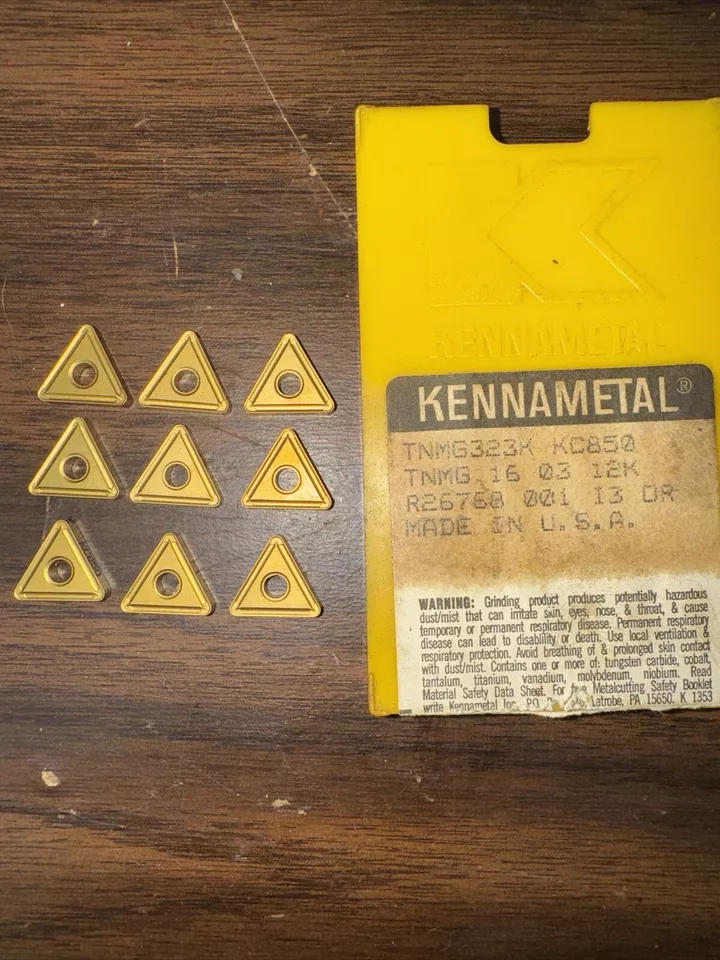 KENNAMETAL
KENNAMETAL®
TNMG323K KC850
TNMG 16 03 12K
R26768 001 I3 OR
MADE IN U.S.A.
WARNING: Grinding product produces potentially hazardous
dust/mist that can irritate skin, eyes, nose, & throat, & cause
temporary or permanent respiratory disease. Permanent respiratory
disease can lead to disability or death. Use local ventilation &
respiratory protection. Avoid breathing of & prolonged skin contact
with dust/mist. Contains one or more of: tungsten carbide, cobalt,
tantalum, titanium, vanadium, molybdenum, niobium. Read
Material Safety Data Sheet. For Metalcutting Safety Booklet
write Kennametal Inc. PO Latrobe, PA 15650. K 1353